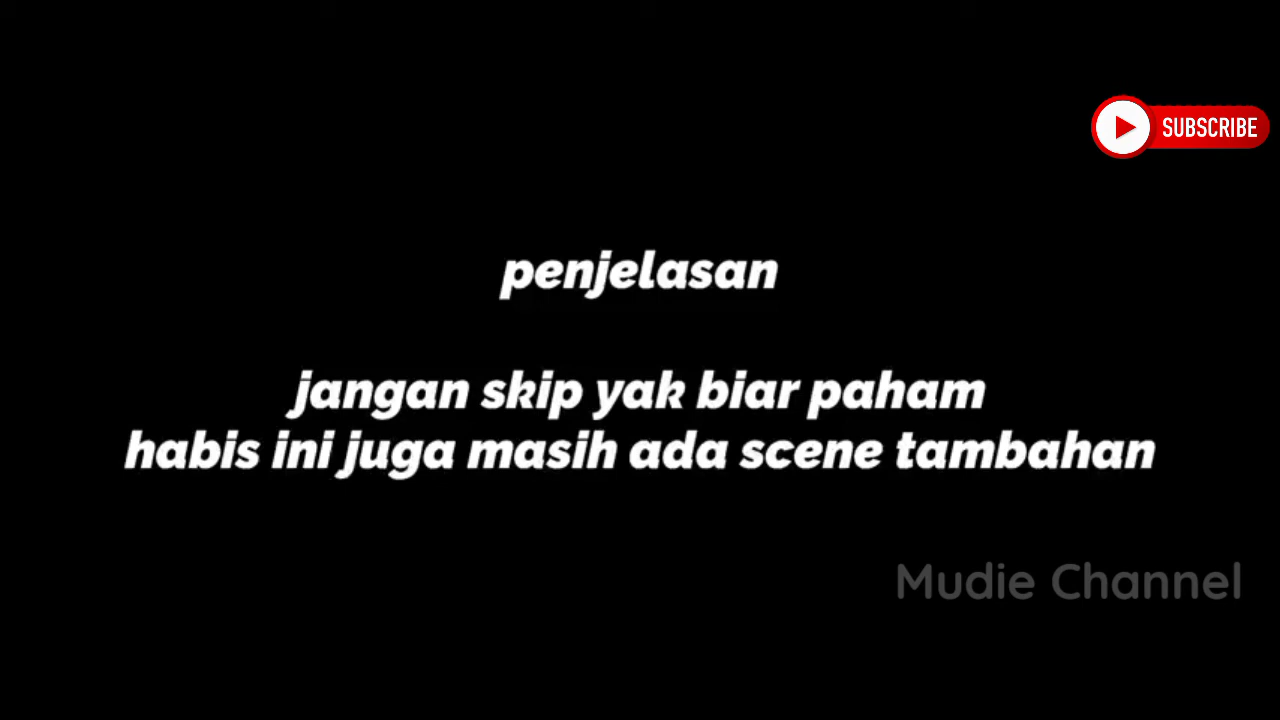 SUBSCRIBE
penjelasan
jangan skip yak biar paham
habis ini juga masih ada scene tambahan
Mudie Channel